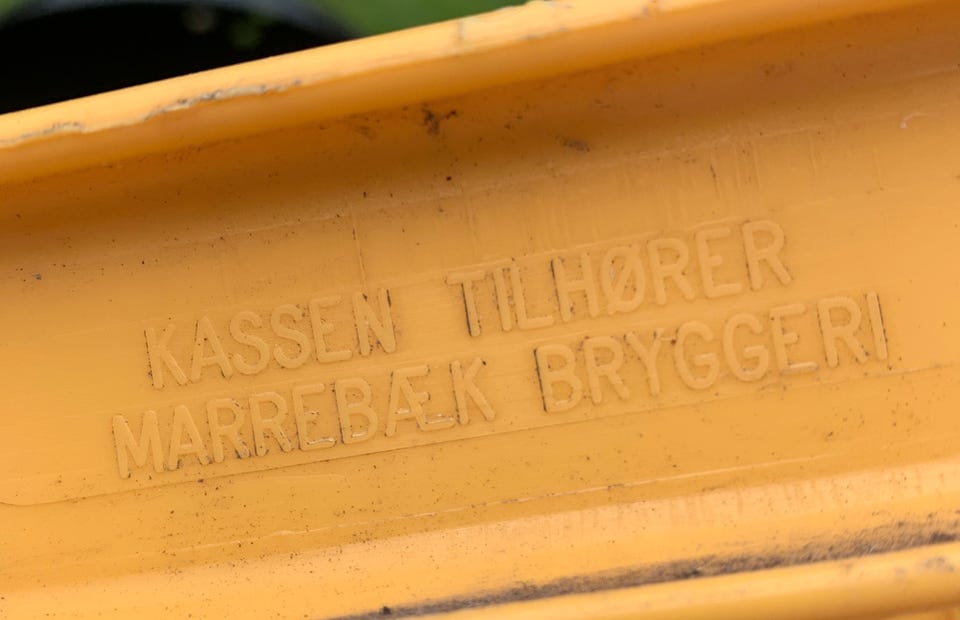 KASSEN TILHØRER
MARREBÆK BRYGGERI